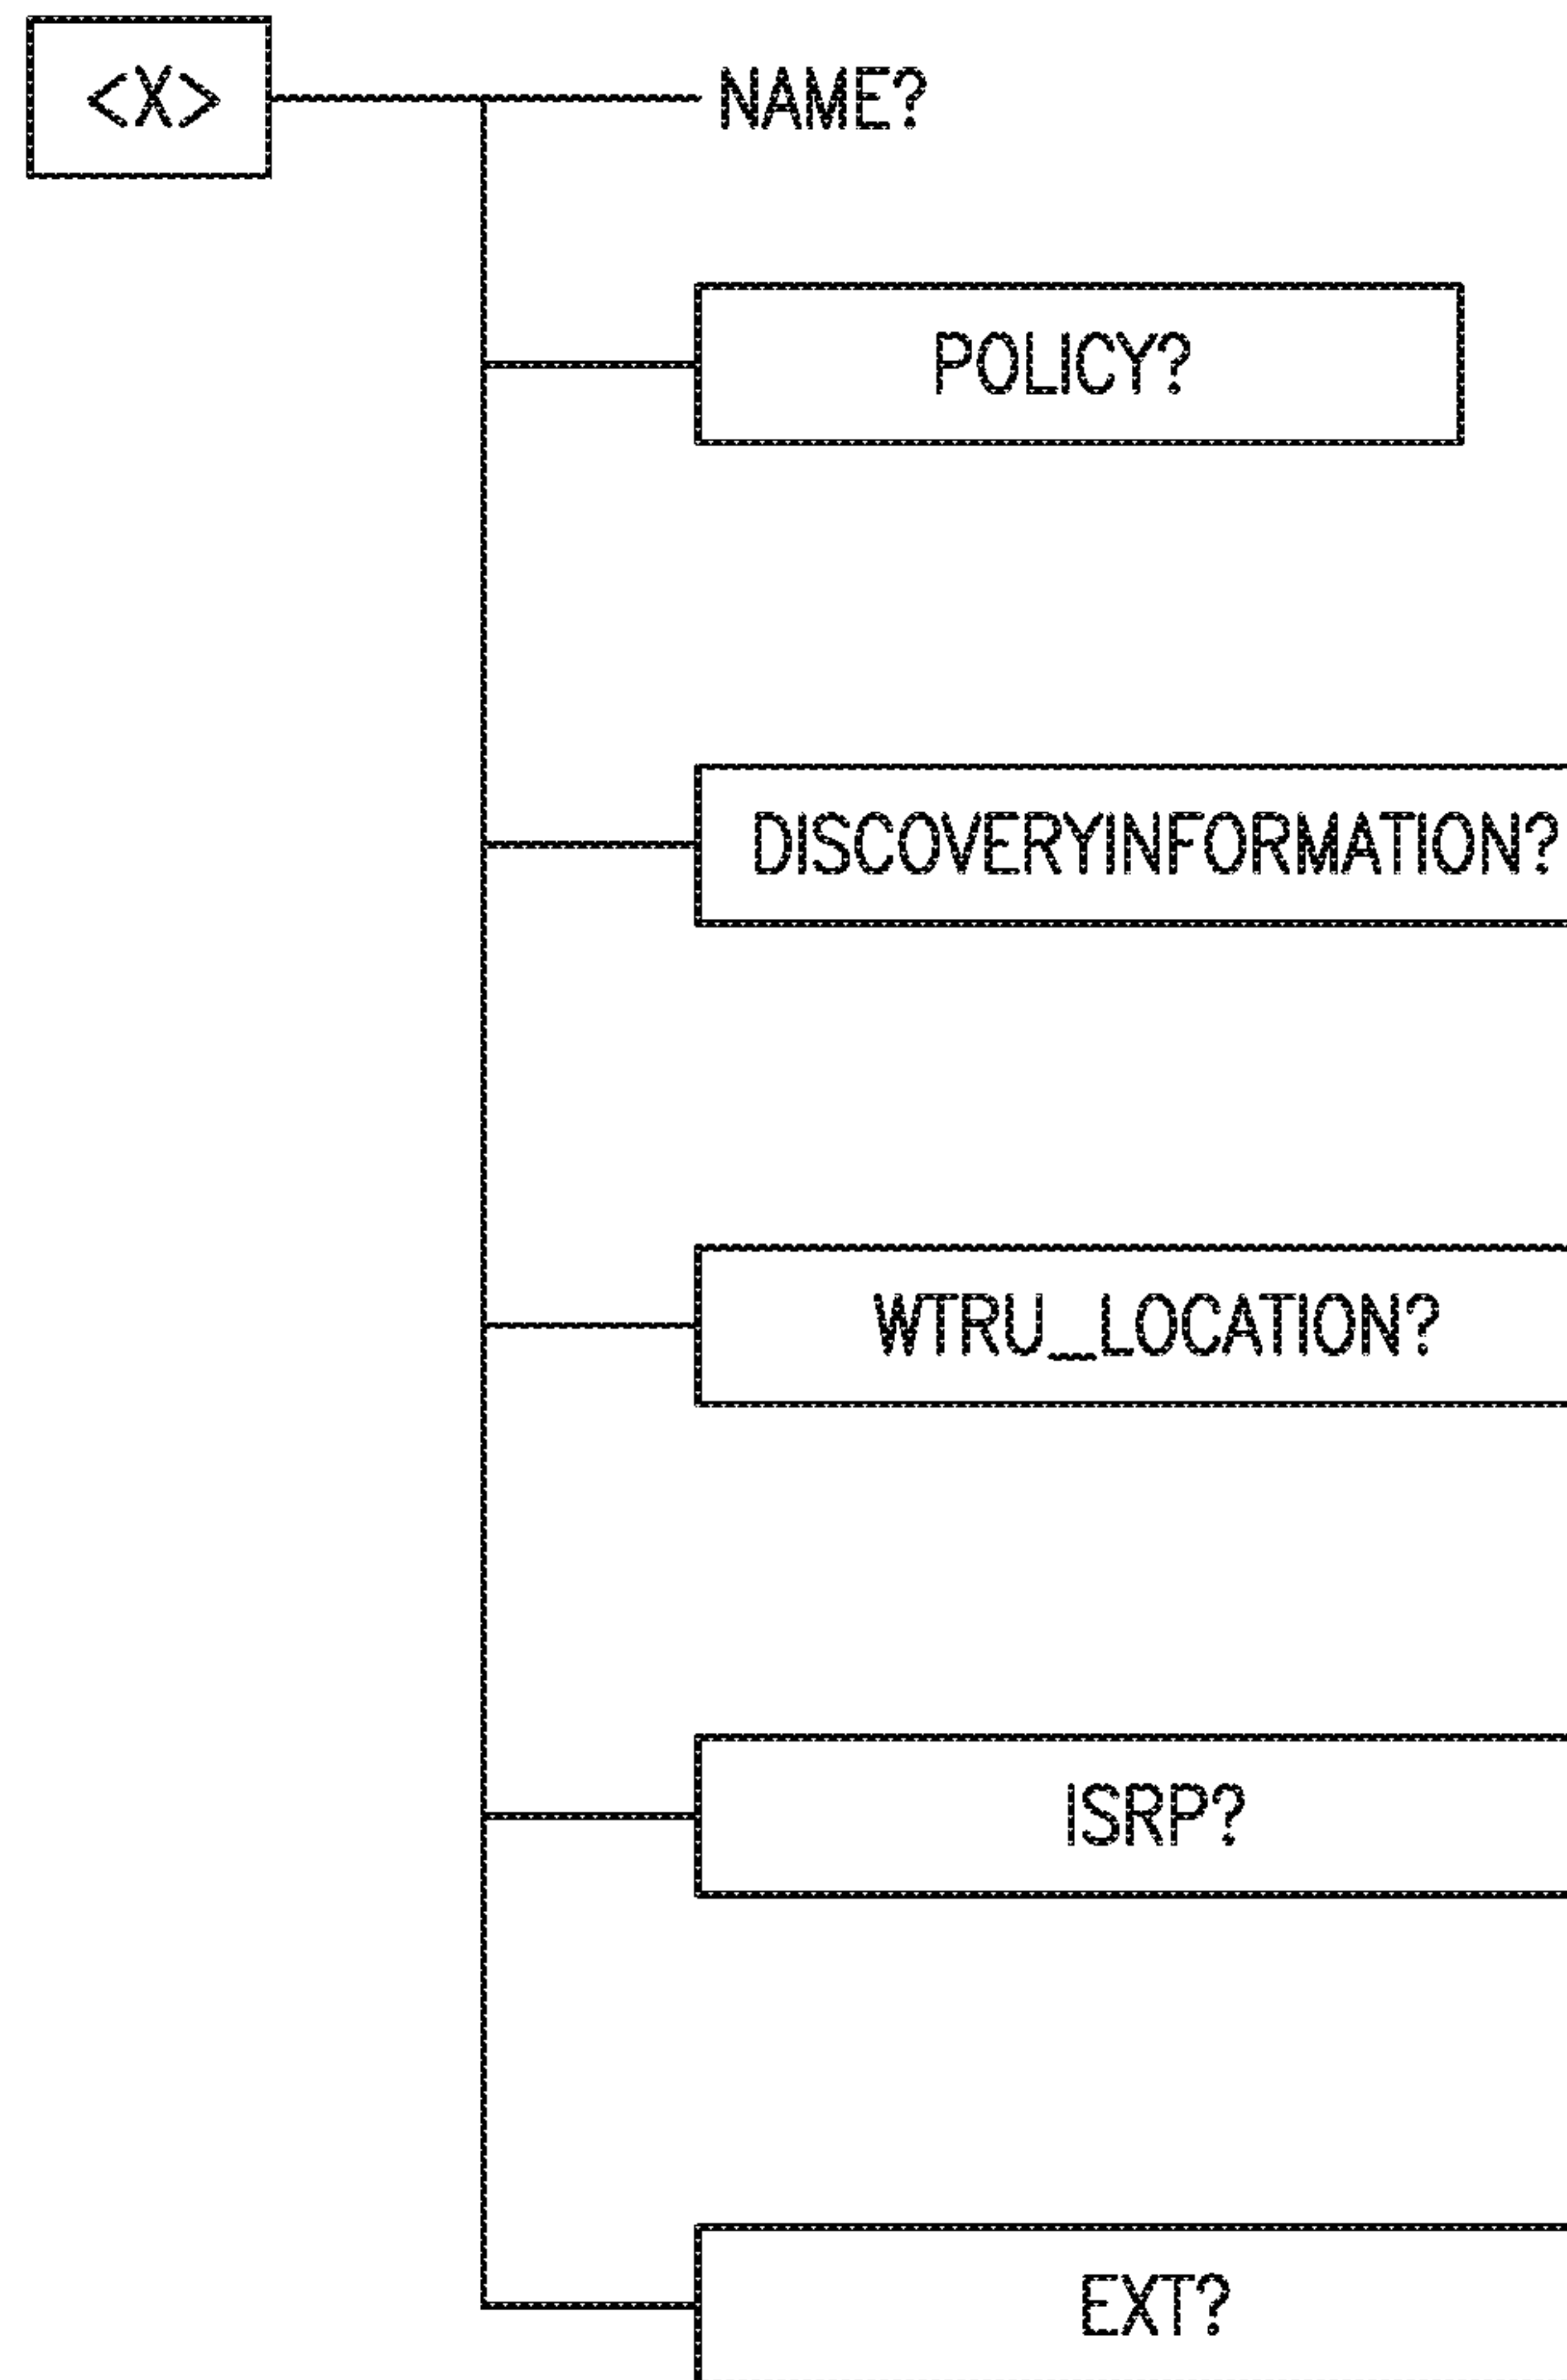 <X>
NAME?
POLICY?
DISCOVERYINFORMATION?
WTRU_LOCATION?
ISRP?
EXT?